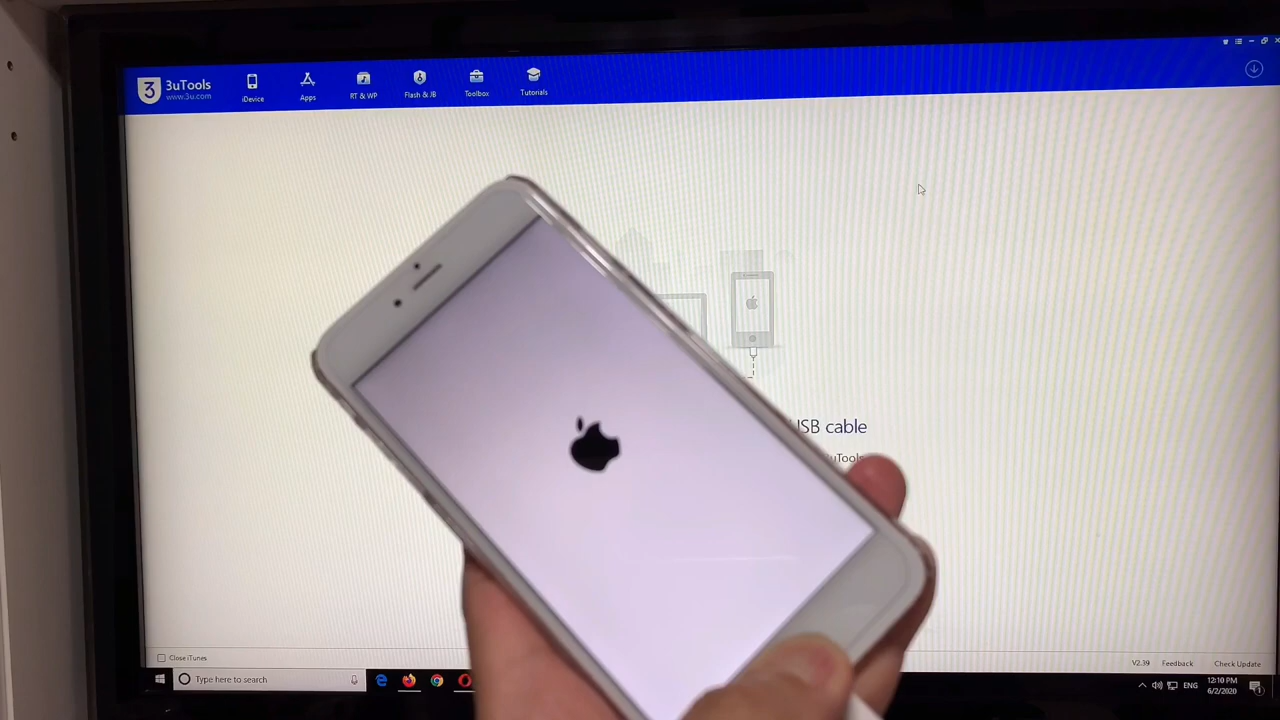 3uTools
www.3u.com
iDevice
Apps
RT & WP
Flash & JB
Toolbox
Tutorials
USB cable
uTools
Close iTunes
V2.39
Feedback
Check Update
Type here to search
ENG
12:10 PM
6/2/2020